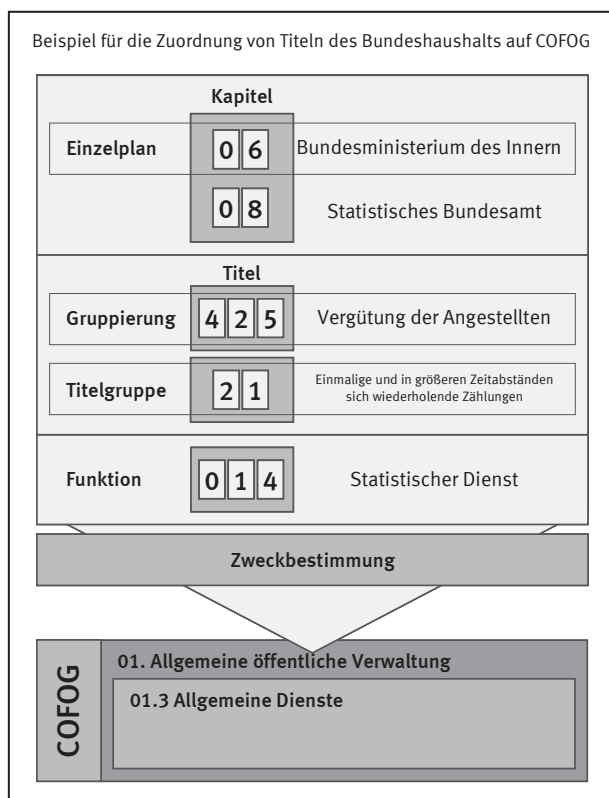 Beispiel für die Zuordnung von Titeln des Bundeshaushalts auf COFOG
Kapitel
Einzelplan 0 6 Bundesministerium des Innern
0 8 Statistisches Bundesamt
Titel
Gruppierung 4 2 5 Vergütung der Angestellten
Titelgruppe 2 1 Einmalige und in größeren Zeitabständen
sich wiederholende Zählungen
Funktion 0 1 4 Statistischer Dienst
Zweckbestimmung
COFOG
01. Allgemeine öffentliche Verwaltung
01.3 Allgemeine Dienste